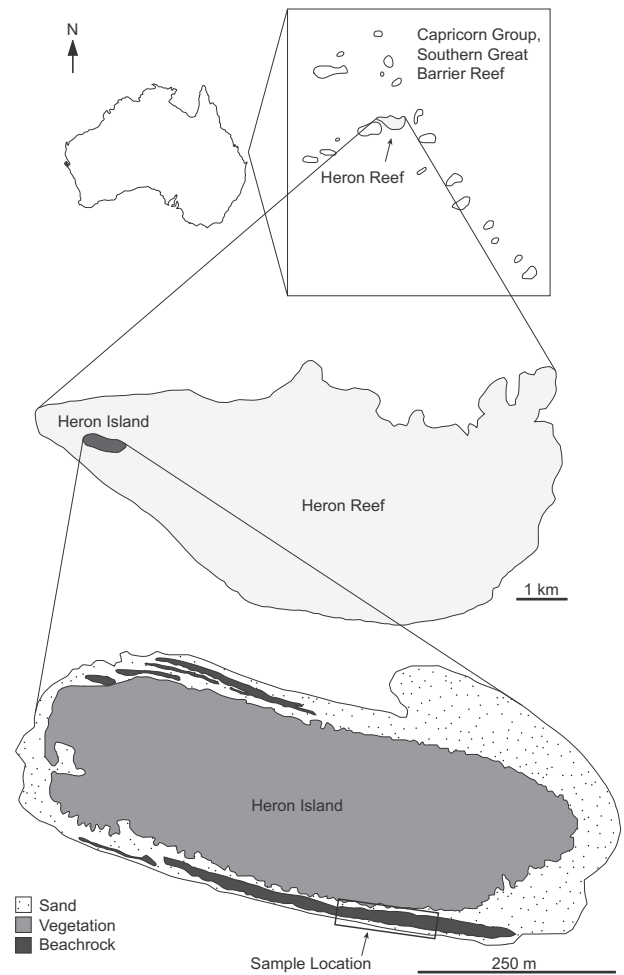 N
Capricorn Group,
Southern Great
Barrier Reef
Heron Reef
Heron Island
Heron Reef
1 km
Heron Island
Sand
Vegetation
Beachrock
Sample Location
250 m